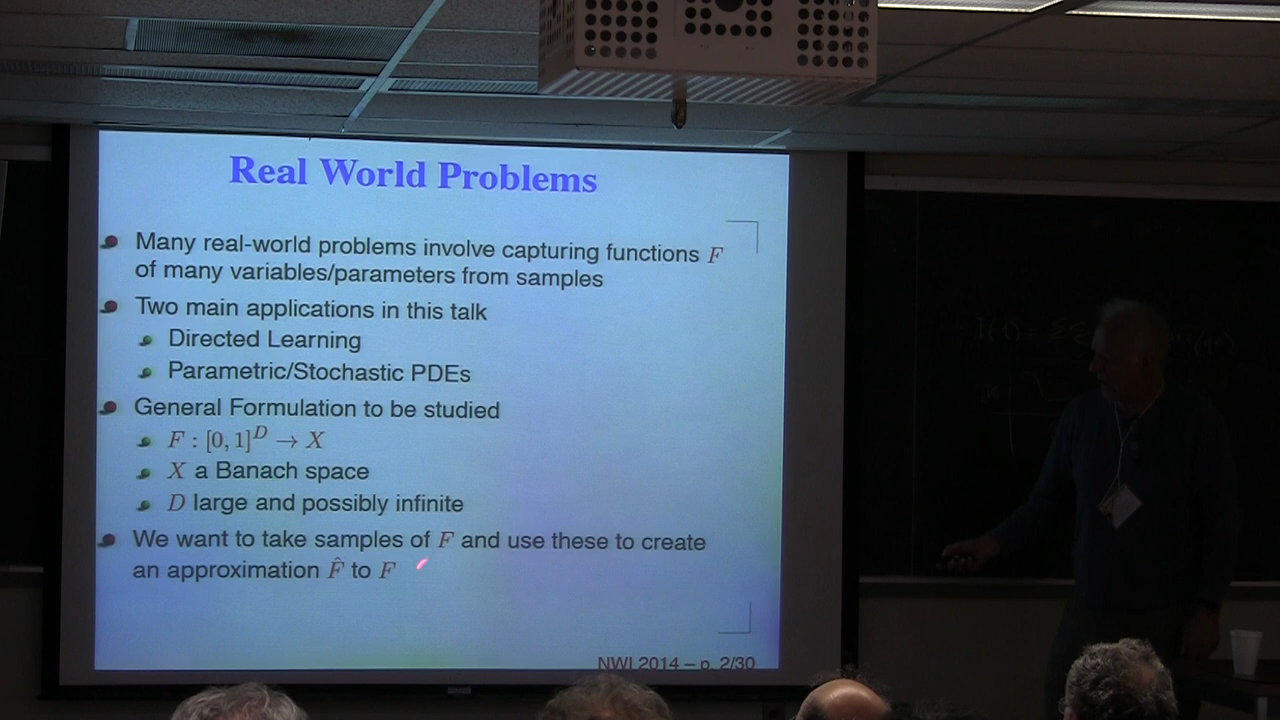 Real World Problems
Many real-world problems involve capturing functions F
of many variables/parameters from samples
Two main applications in this talk
Directed Learning
Parametric/Stochastic PDEs
General Formulation to be studied
F : [0, 1]^D → X
X a Banach space
D large and possibly infinite
We want to take samples of F and use these to create
an approximation F̂ to F
NWI 2014 – p. 2/30